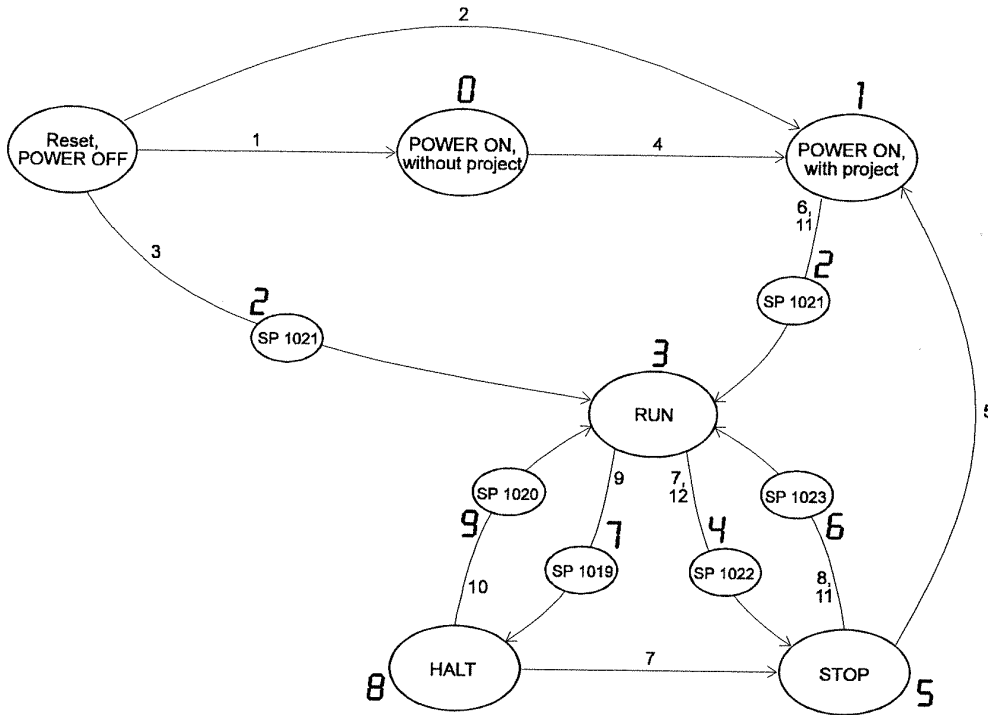 2
0
1
Reset,
POWER OFF
1
POWER ON,
without project
4
POWER ON,
with project
6,
11
3
2
SP 1021
2
SP 1021
3
RUN
5
9
7,
12
SP 1020
SP 1023
9
7
4
6
SP 1019
SP 1022
10
8,
11
HALT
7
STOP
8
5